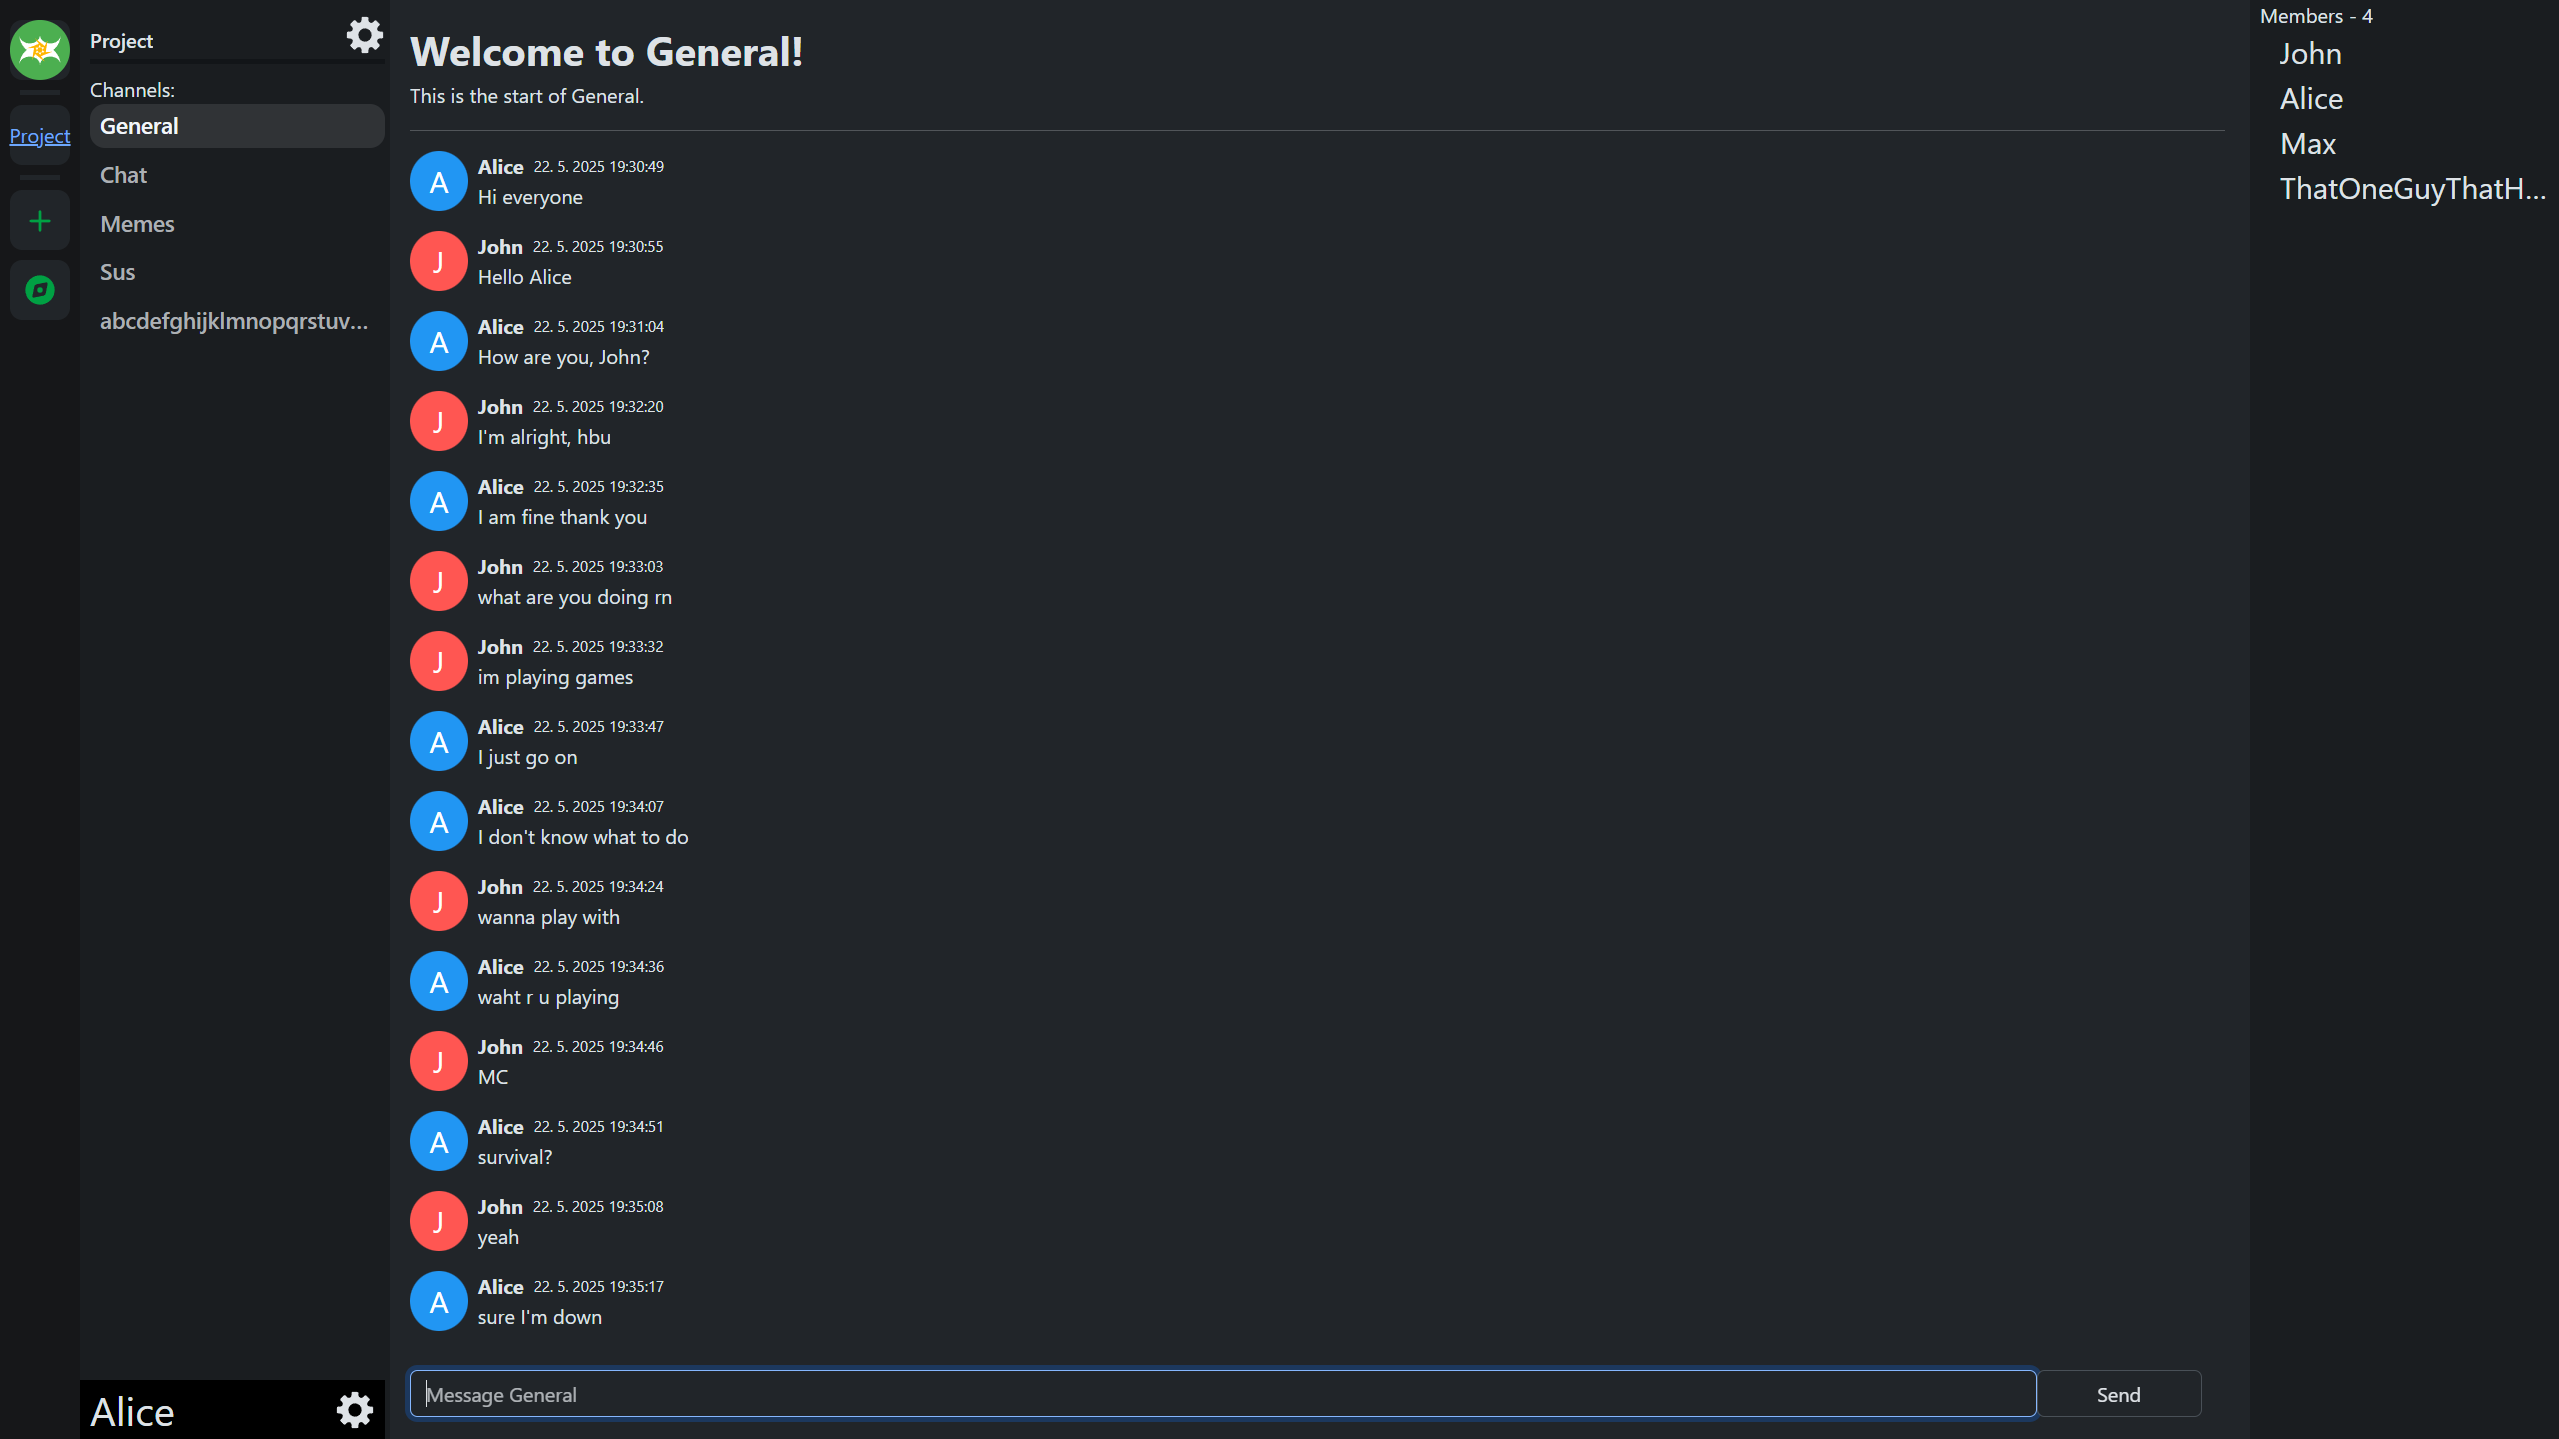 Project
Project
Channels:
General
Chat
Memes
Sus
abcdefghijklmnopqrstuv...
Alice
Welcome to General!
This is the start of General.
A
Alice 22. 5. 2025 19:30:49
Hi everyone
J
John 22. 5. 2025 19:30:55
Hello Alice
A
Alice 22. 5. 2025 19:31:04
How are you, John?
J
John 22. 5. 2025 19:32:20
I'm alright, hbu
A
Alice 22. 5. 2025 19:32:35
I am fine thank you
J
John 22. 5. 2025 19:33:03
what are you doing rn
J
John 22. 5. 2025 19:33:32
im playing games
A
Alice 22. 5. 2025 19:33:47
I just go on
A
Alice 22. 5. 2025 19:34:07
I don't know what to do
J
John 22. 5. 2025 19:34:24
wanna play with
A
Alice 22. 5. 2025 19:34:36
waht r u playing
J
John 22. 5. 2025 19:34:46
MC
A
Alice 22. 5. 2025 19:34:51
survival?
J
John 22. 5. 2025 19:35:08
yeah
A
Alice 22. 5. 2025 19:35:17
sure I'm down
Message General
Send
Members - 4
John
Alice
Max
ThatOneGuyThatH...